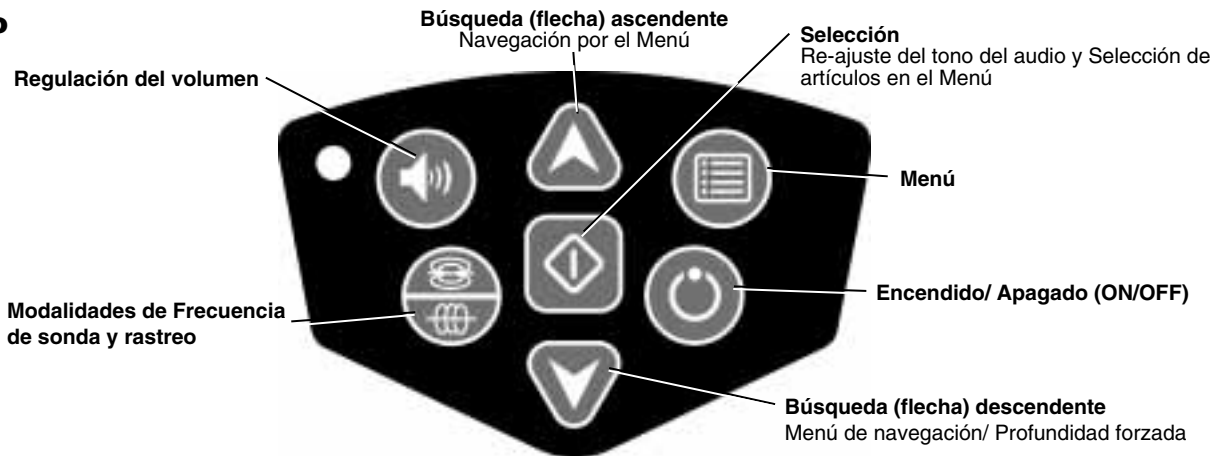 Búsqueda (flecha) ascendente
Navegación por el Menú
Selección
Re-ajuste del tono del audio y Selección de
artículos en el Menú
Regulación del volumen
Menú
Encendido/ Apagado (ON/OFF)
Modalidades de Frecuencia
de sonda y rastreo
Búsqueda (flecha) descendente
Menú de navegación/ Profundidad forzada